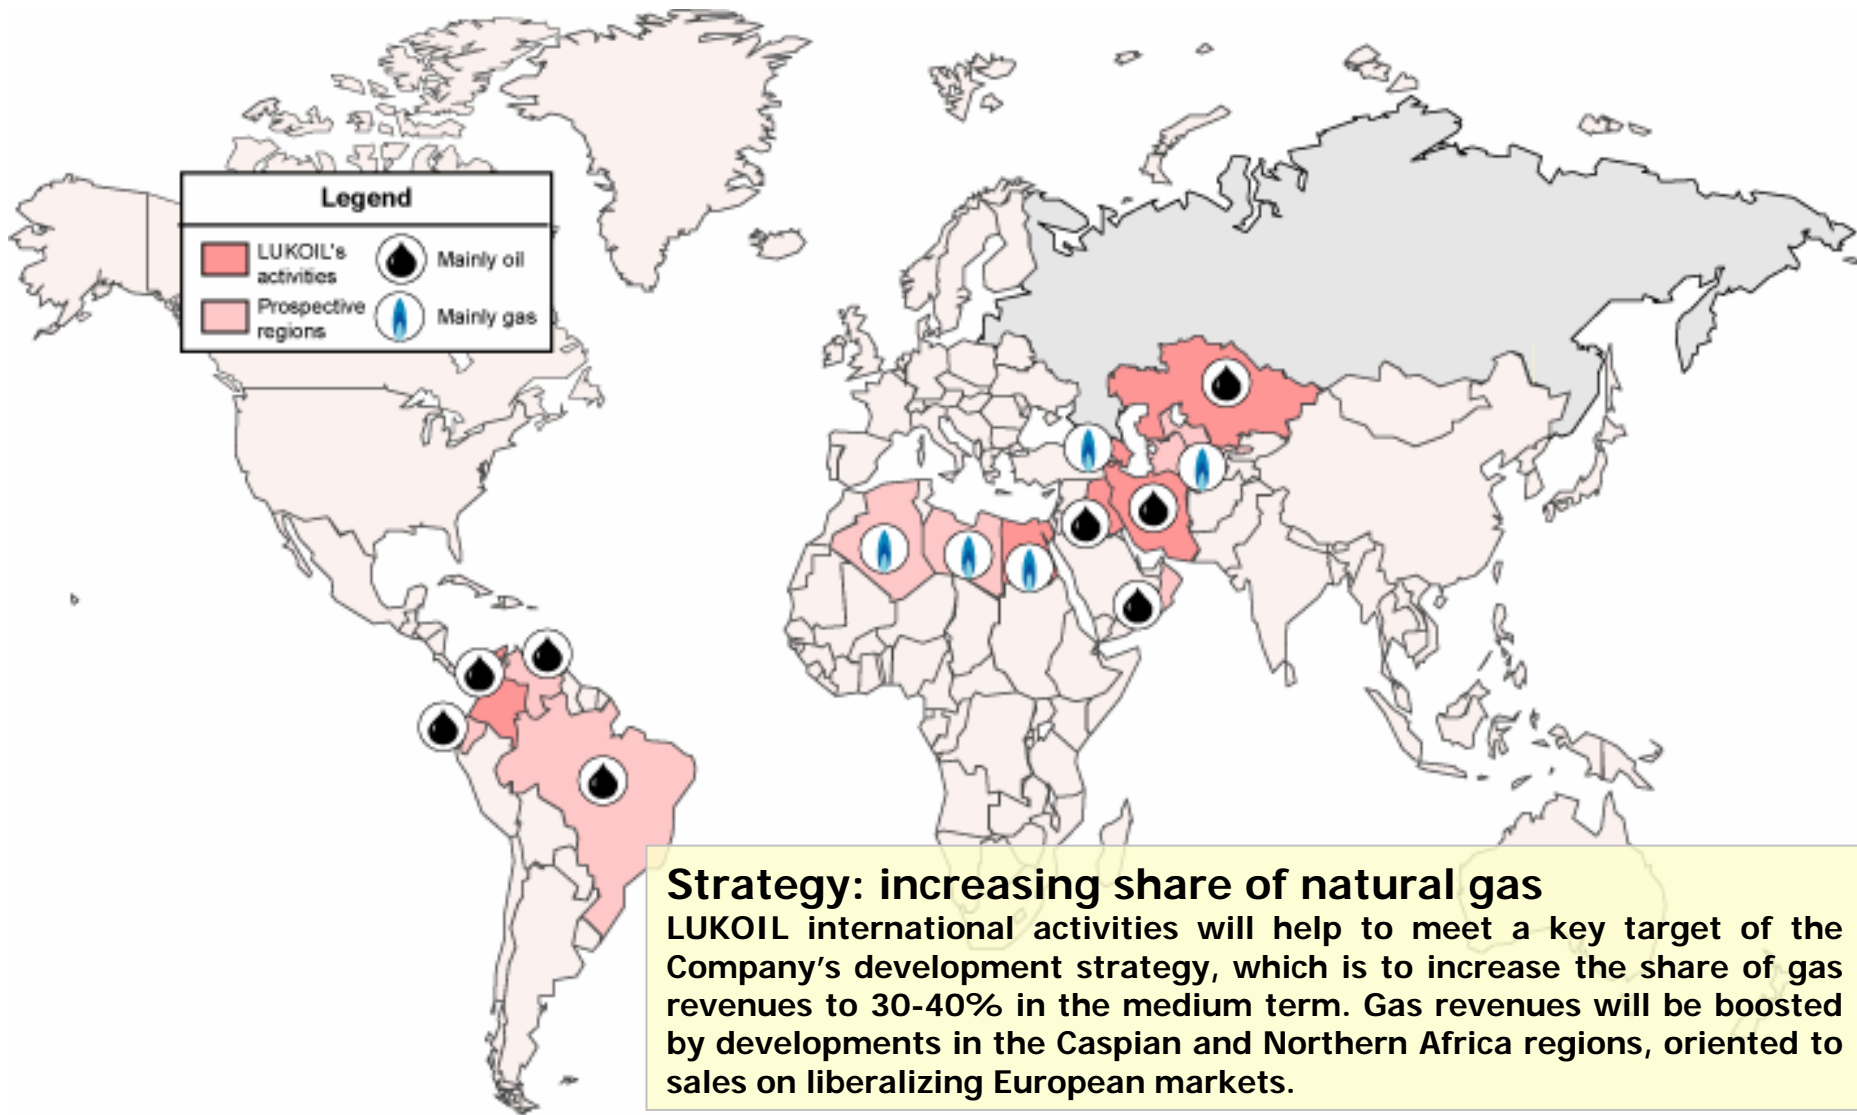 Legend
LUKOIL's
activities
Mainly oil
Prospective
regions
Mainly gas
Strategy: increasing share of natural gas
LUKOIL international activities will help to meet a key target of the
Company’s development strategy, which is to increase the share of gas
revenues to 30-40% in the medium term. Gas revenues will be boosted
by developments in the Caspian and Northern Africa regions, oriented to
sales on liberalizing European markets.